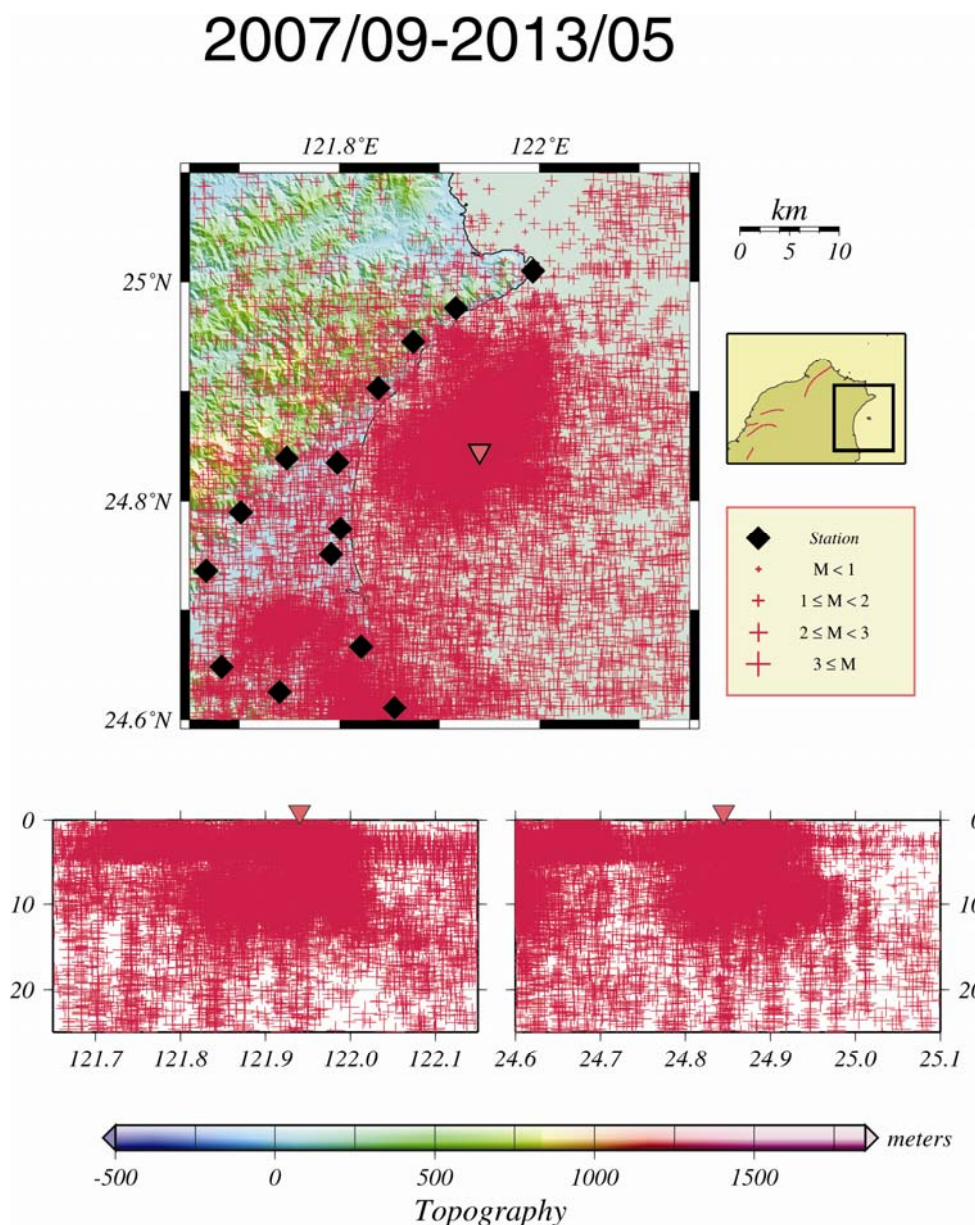 2007/09-2013/05
121.8˚E 122˚E
km
0 5 10
25˚N
24.8˚N
24.6˚N
Station
M < 1
1 ≤ M < 2
2 ≤ M < 3
3 ≤ M
0
10
20
121.7 121.8 121.9 122.0 122.1
24.6 24.7 24.8 24.9 25.0 25.1
-500 0 500 1000 1500
meters
Topography